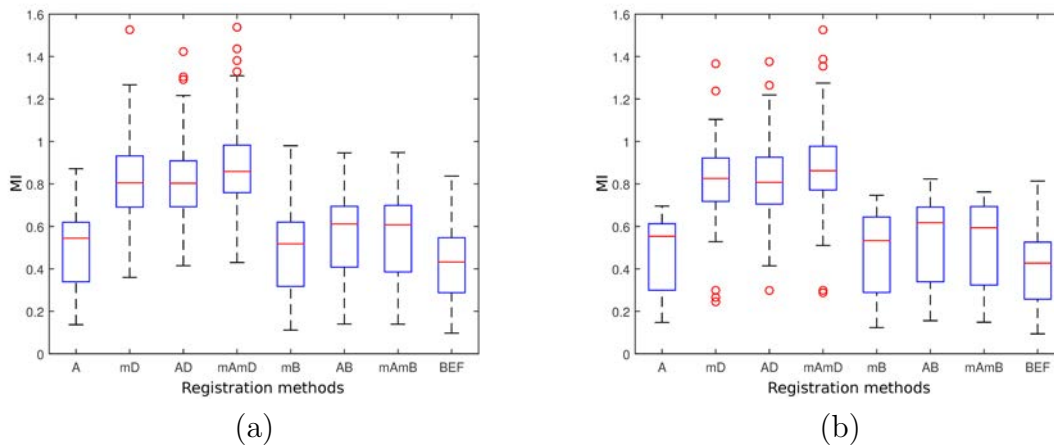 1.6
1.4
1.2
1
0.8
0.6
0.4
0.2
0
MI
A mD AD mAmD mB AB mAmB BEF
Registration methods
(a)
1.6
1.4
1.2
1
0.8
0.6
0.4
0.2
0
MI
A mD AD mAmD mB AB mAmB BEF
Registration methods
(b)